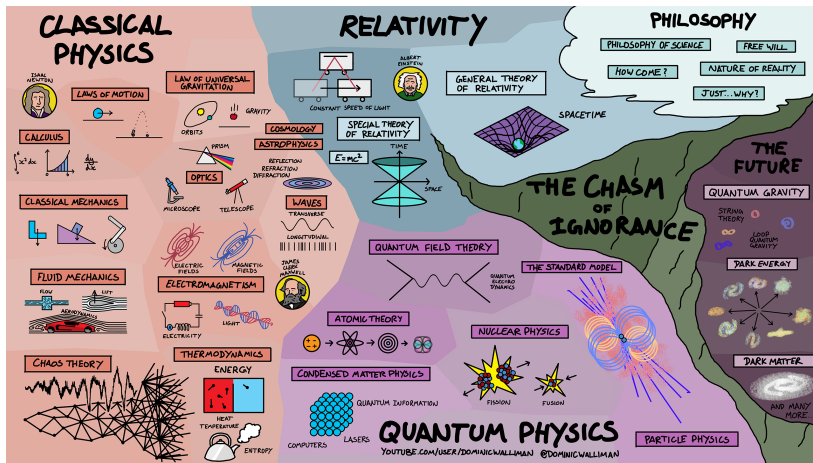 CLASSICAL
PHYSICS
ISAAC
NEWTON
LAWS OF MOTION
LAW OF UNIVERSAL
GRAVITATION
ORBITS
GRAVITY
CALCULUS
∫x²dx
dy/dx
PRISM
OPTICS
MICROSCOPE
TELESCOPE
COSMOLOGY
ASTROPHYSICS
REFLECTION
REFRACTION
DIFFRACTION
WAVES
TRANSVERSE
LONGITUDINAL
CLASSICAL MECHANICS
ELECTRIC
FIELDS
MAGNETIC
FIELDS
JAMES
CLERK
MAXWELL
FLUID MECHANICS
FLOW
LIFT
AERODYNAMICS
ELECTROMAGNETISM
ELECTRICITY
LIGHT
CHAOS THEORY
THERMODYNAMICS
ENERGY
HEAT
TEMPERATURE
ENTROPY
RELATIVITY
ALBERT
EINSTEIN
CONSTANT SPEED OF LIGHT
SPECIAL THEORY
OF RELATIVITY
E=mc²
TIME
SPACE
GENERAL THEORY
OF RELATIVITY
SPACETIME
PHILOSOPHY
PHILOSOPHY OF SCIENCE
FREE WILL
HOW COME?
NATURE OF REALITY
JUST...WHY?
THE CHASM
OF
IGNORANCE
THE
FUTURE
QUANTUM GRAVITY
STRING
THEORY
LOOP
QUANTUM
GRAVITY
DARK ENERGY
DARK MATTER
AND MANY
MORE...
QUANTUM FIELD THEORY
QUANTUM
ELECTRO
DYNAMICS
THE STANDARD MODEL
ATOMIC THEORY
NUCLEAR PHYSICS
FISSION
FUSION
CONDENSED MATTER PHYSICS
QUANTUM INFORMATION
LASERS
COMPUTERS
PARTICLE PHYSICS
QUANTUM PHYSICS
YOUTUBE.COM/USER/DOMINICWALLIMAN @DOMINICWALLIMAN